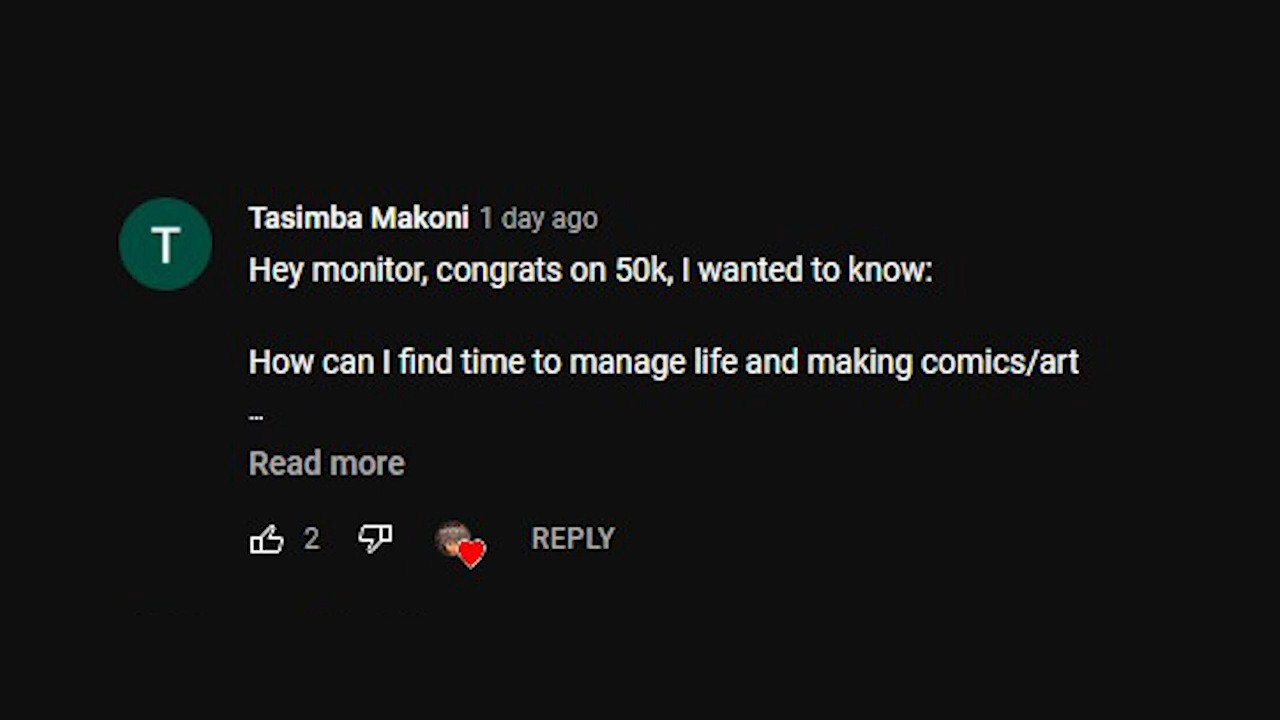 T
Tasimba Makoni 1 day ago
Hey monitor, congrats on 50k, I wanted to know:
How can I find time to manage life and making comics/art
...
Read more
2 REPLY